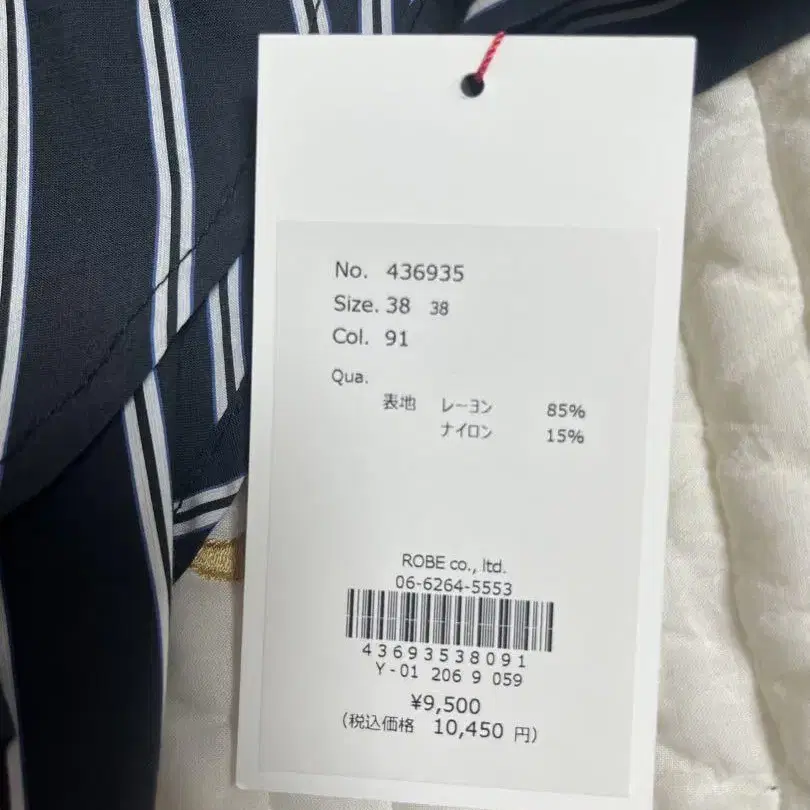 No. 436935
Size. 38 38
Col. 91
Qua.
表地 レーヨン 85%
ナイロン 15%
ROBE co., ltd.
06-6264-5553
43693538091
Y-01 206 9 059
¥9,500
(税込価格 10,450 円)